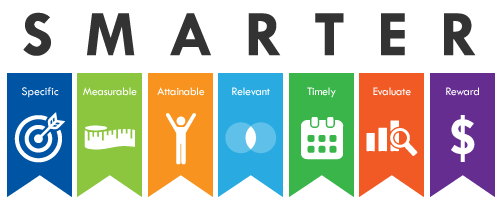 S M A R T E R
Specific Measurable Attainable Relevant Timely Evaluate Reward
$